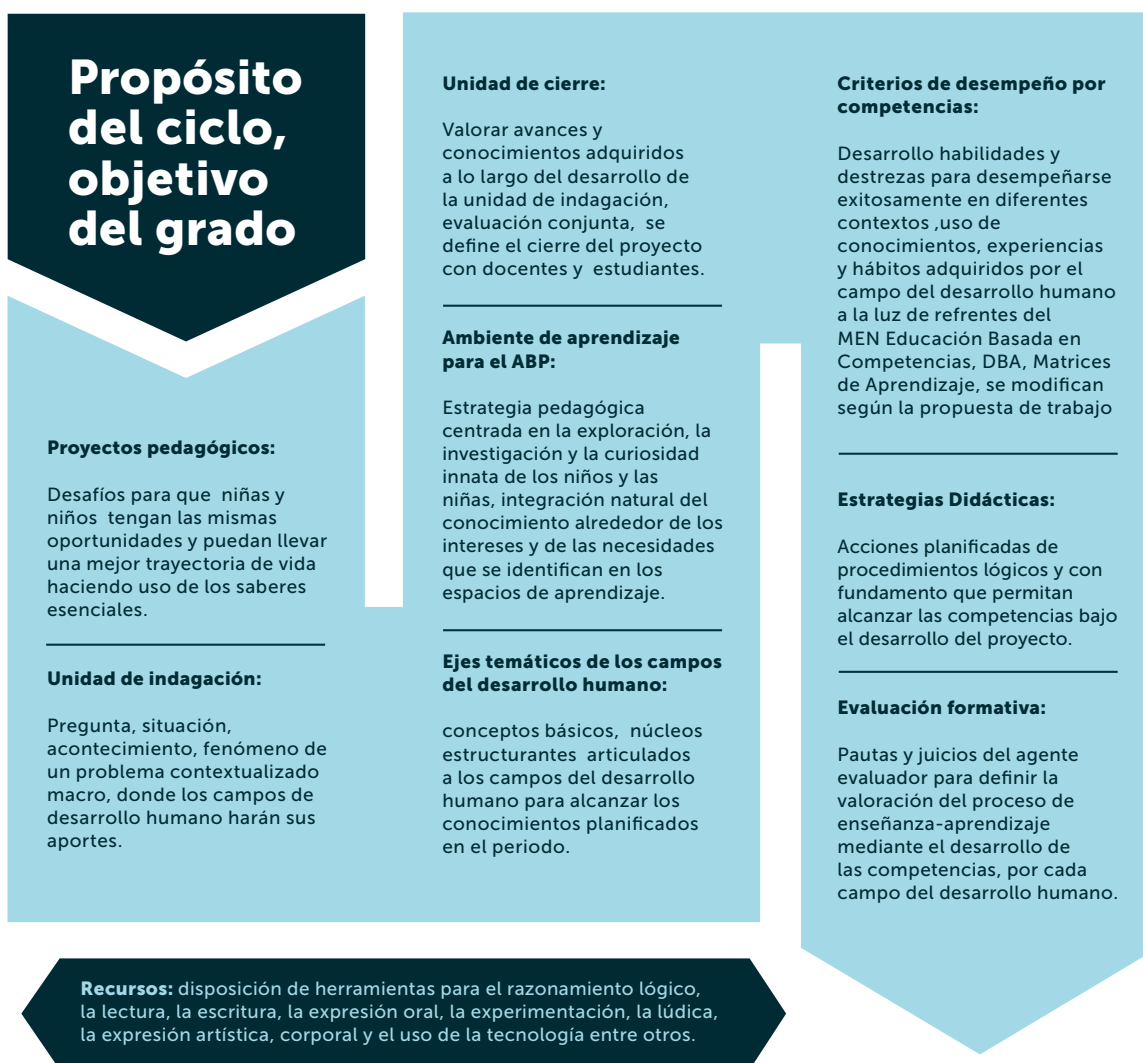 Propósito
del ciclo,
objetivo
del grado
Proyectos pedagógicos:
Desafíos para que niñas y
niños tengan las mismas
oportunidades y puedan llevar
una mejor trayectoria de vida
haciendo uso de los saberes
esenciales.
Unidad de indagación:
Pregunta, situación,
acontecimiento, fenómeno de
un problema contextualizado
macro, donde los campos de
desarrollo humano harán sus
aportes.
Unidad de cierre:
Valorar avances y
conocimientos adquiridos
a lo largo del desarrollo de
la unidad de indagación,
evaluación conjunta, se
define el cierre del proyecto
con docentes y estudiantes.
Ambiente de aprendizaje
para el ABP:
Estrategia pedagógica
centrada en la exploración, la
investigación y la curiosidad
innata de los niños y las
niñas, integración natural del
conocimiento alrededor de los
intereses y de las necesidades
que se identifican en los
espacios de aprendizaje.
Ejes temáticos de los campos
del desarrollo humano:
conceptos básicos, núcleos
estructurantes articulados
a los campos del desarrollo
humano para alcanzar los
conocimientos planificados
en el periodo.
Criterios de desempeño por
competencias:
Desarrollo habilidades y
destrezas para desempeñarse
exitosamente en diferentes
contextos ,uso de
conocimientos, experiencias
y hábitos adquiridos por el
campo del desarrollo humano
a la luz de refrentes del
MEN Educación Basada en
Competencias, DBA, Matrices
de Aprendizaje, se modifican
según la propuesta de trabajo
Estrategias Didácticas:
Acciones planificadas de
procedimientos lógicos y con
fundamento que permitan
alcanzar las competencias bajo
el desarrollo del proyecto.
Evaluación formativa:
Pautas y juicios del agente
evaluador para definir la
valoración del proceso de
enseñanza-aprendizaje
mediante el desarrollo de
las competencias, por cada
campo del desarrollo humano.
Recursos: disposición de herramientas para el razonamiento lógico,
la lectura, la escritura, la expresión oral, la experimentación, la lúdica,
la expresión artística, corporal y el uso de la tecnología entre otros.